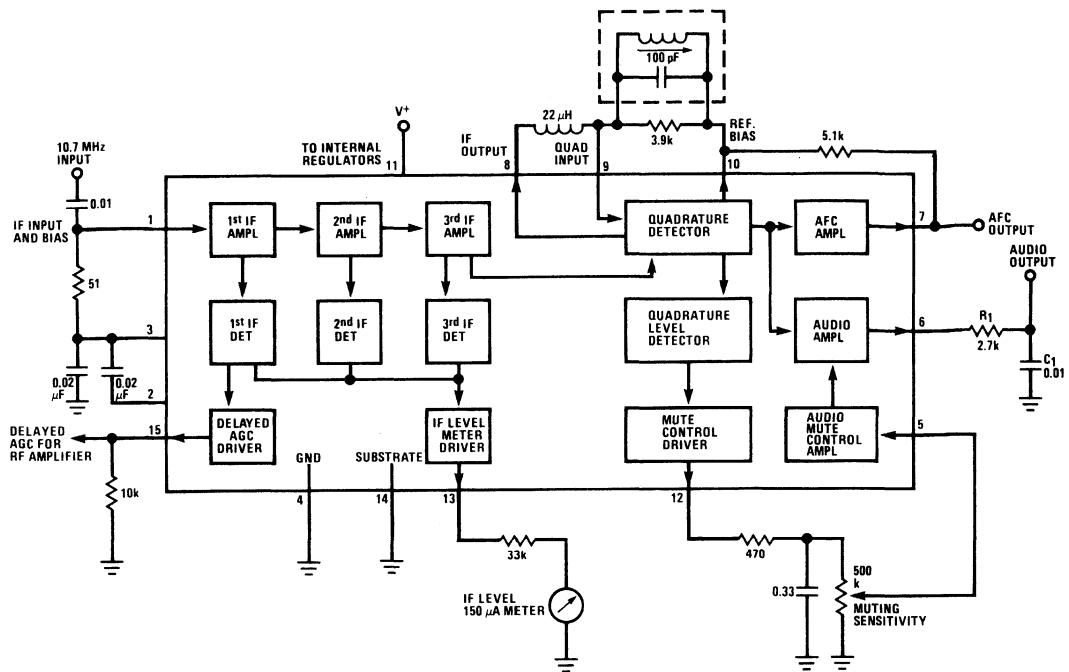 100 pF
V+
22 µH
REF.
BIAS
3.9k
5.1k
IF
OUTPUT
QUAD
INPUT
10.7 MHz
INPUT
TO INTERNAL
REGULATORS
11
8
9
10
0.01
1
IF INPUT
AND BIAS
1st IF
AMPL
2nd IF
AMPL
3rd IF
AMPL
QUADRATURE
DETECTOR
AFC
AMPL
7
AFC
OUTPUT
AUDIO
OUTPUT
51
3
1st IF
DET
2nd IF
DET
3rd IF
DET
QUADRATURE
LEVEL
DETECTOR
AUDIO
AMPL
6
R1
2.7k
C1
0.01
0.02
µF
0.02
µF
2
15
DELAYED
AGC FOR
RF AMPLIFIER
DELAYED
AGC
DRIVER
IF LEVEL
METER
DRIVER
MUTE
CONTROL
DRIVER
AUDIO
MUTE
CONTROL
AMPL
5
GND
SUBSTRATE
10k
4
14
13
12
33k
470
IF LEVEL
150 µA METER
0.33
500
k
MUTING
SENSITIVITY